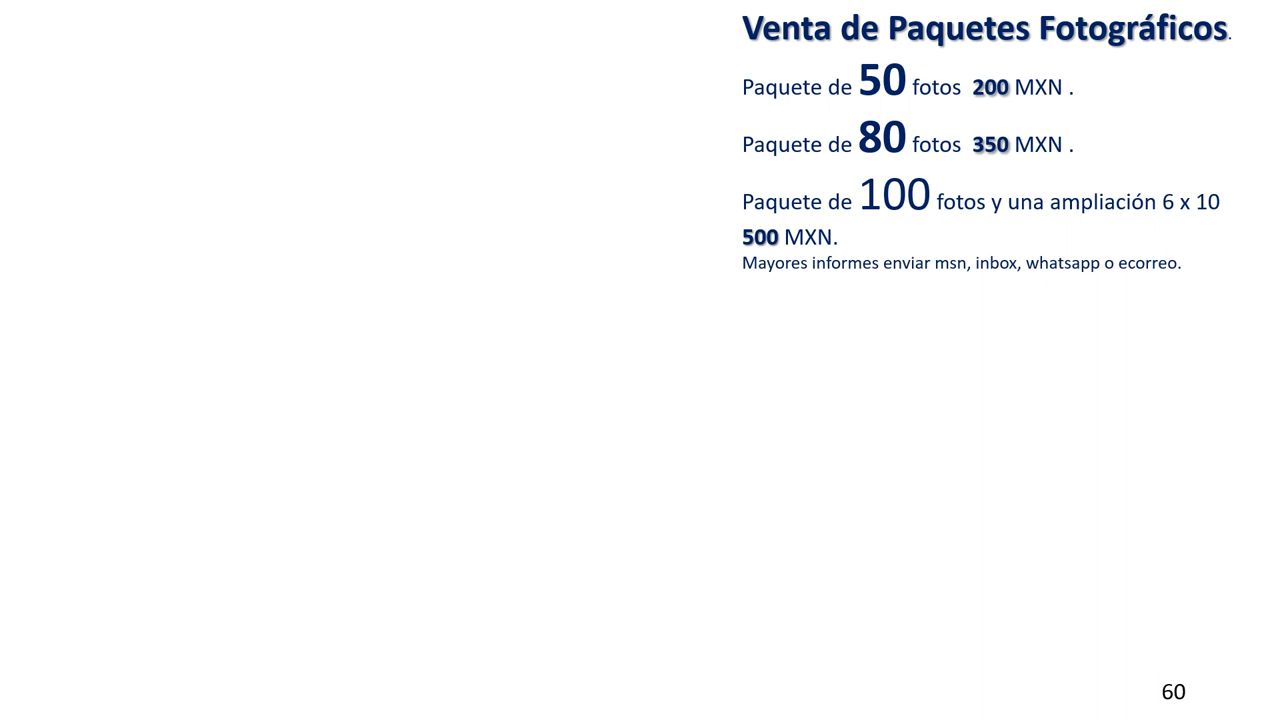 Venta de Paquetes Fotográficos.
Paquete de 50 fotos 200 MXN .
Paquete de 80 fotos 350 MXN .
Paquete de 100 fotos y una ampliación 6 x 10
500 MXN.
Mayores informes enviar msn, inbox, whatsapp o ecorreo.
60